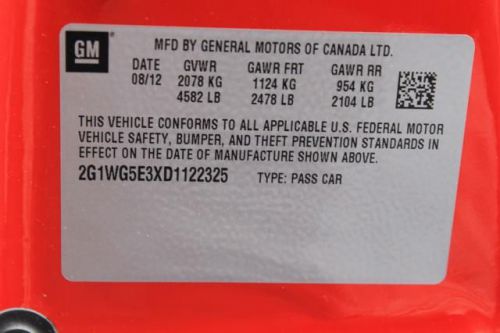 GM
MFD BY GENERAL MOTORS OF CANADA LTD.
DATE GVWR GAWR FRT GAWR RR
08/12 2078 KG 1124 KG 954 KG
4582 LB 2478 LB 2104 LB
THIS VEHICLE CONFORMS TO ALL APPLICABLE U.S. FEDERAL MOTOR
VEHICLE SAFETY, BUMPER, AND THEFT PREVENTION STANDARDS IN
EFFECT ON THE DATE OF MANUFACTURE SHOWN ABOVE.
2G1WG5E3XD1122325 TYPE: PASS CAR